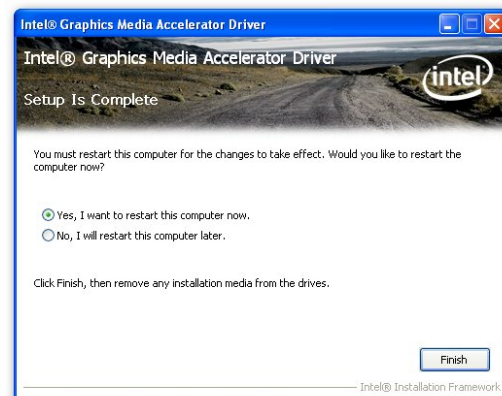 Intel® Graphics Media Accelerator Driver
Intel® Graphics Media Accelerator Driver
intel
Setup Is Complete
You must restart this computer for the changes to take effect. Would you like to restart the
computer now?
Yes, I want to restart this computer now.
No, I will restart this computer later.
Click Finish, then remove any installation media from the drives.
Finish
Intel® Installation Framework